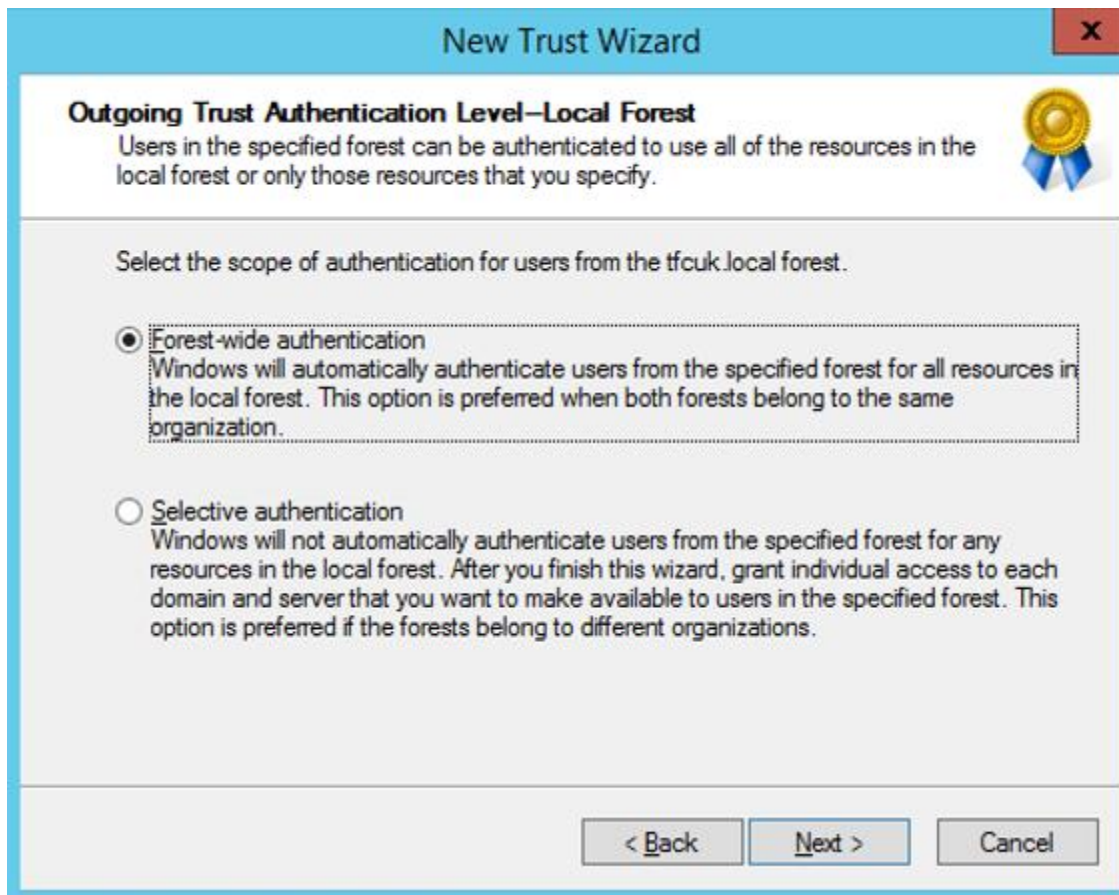 New Trust Wizard
x
Outgoing Trust Authentication Level–Local Forest
Users in the specified forest can be authenticated to use all of the resources in the
local forest or only those resources that you specify.
Select the scope of authentication for users from the tfcuk.local forest.
Forest-wide authentication
Windows will automatically authenticate users from the specified forest for all resources in
the local forest. This option is preferred when both forests belong to the same
organization.
Selective authentication
Windows will not automatically authenticate users from the specified forest for any
resources in the local forest. After you finish this wizard, grant individual access to each
domain and server that you want to make available to users in the specified forest. This
option is preferred if the forests belong to different organizations.
< Back
Next >
Cancel